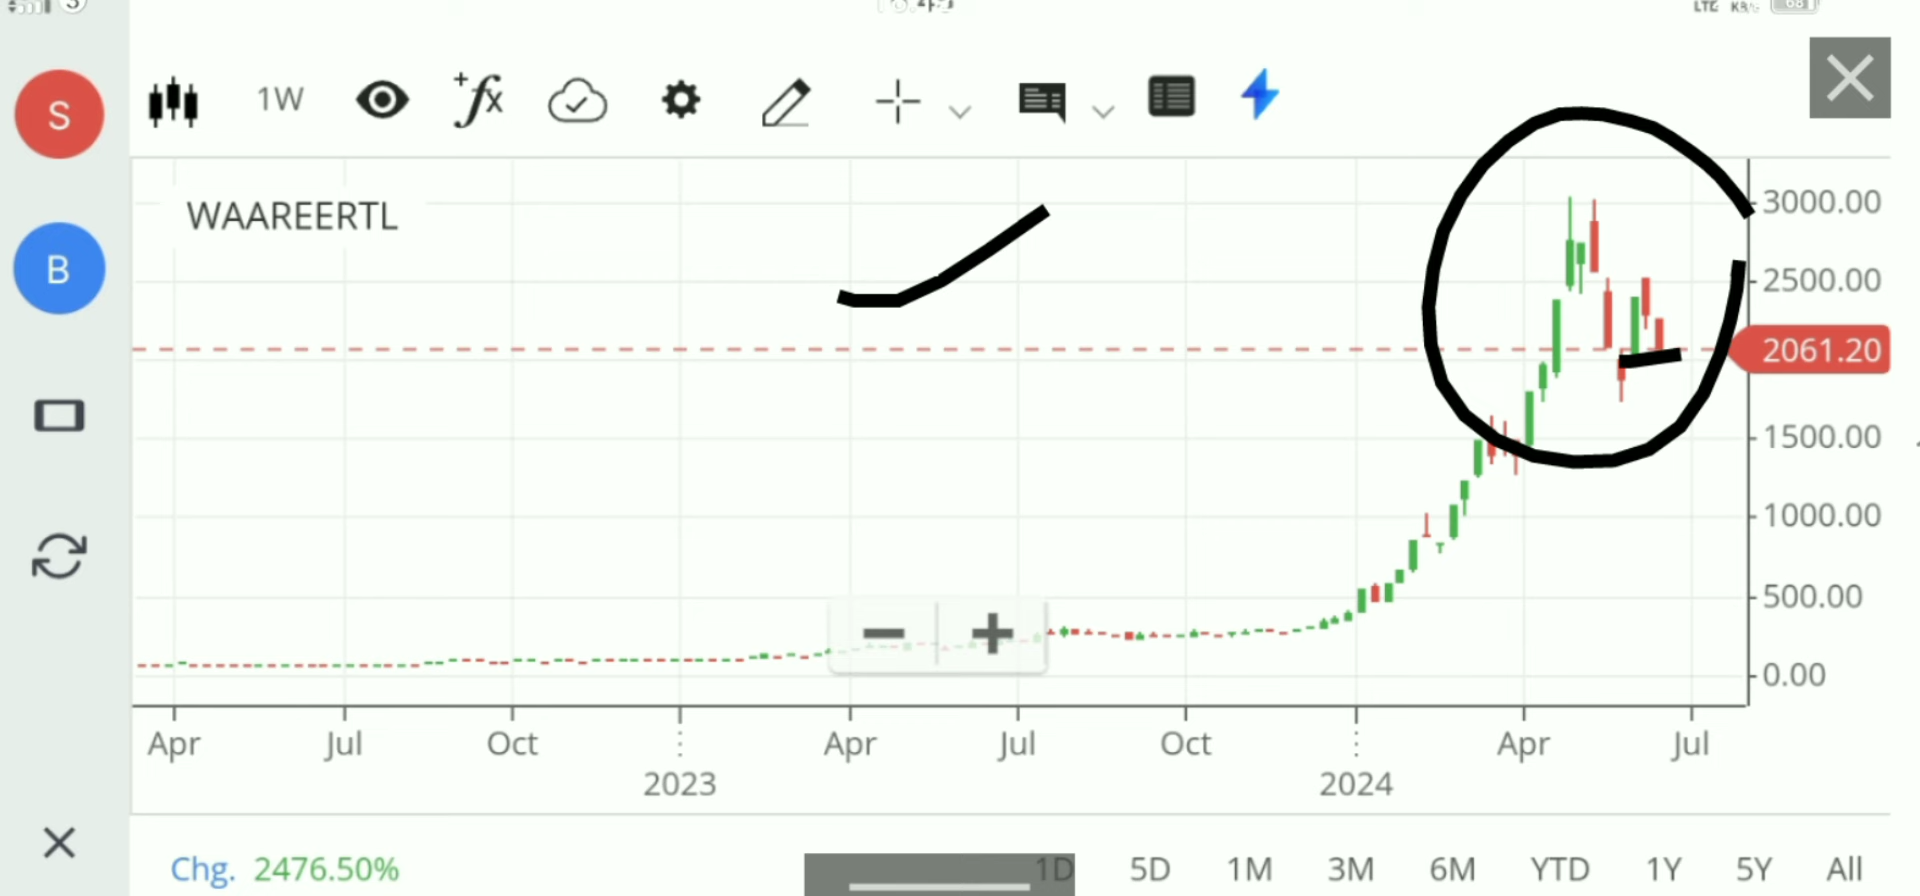 S
1W
fx
WAAREERTL
B
3000.00
2500.00
2061.20
1500.00
1000.00
500.00
0.00
Apr Jul Oct Apr Jul Oct Apr Jul
2023 2024
Chg. 2476.50%
1D 5D 1M 3M 6M YTD 1Y 5Y All